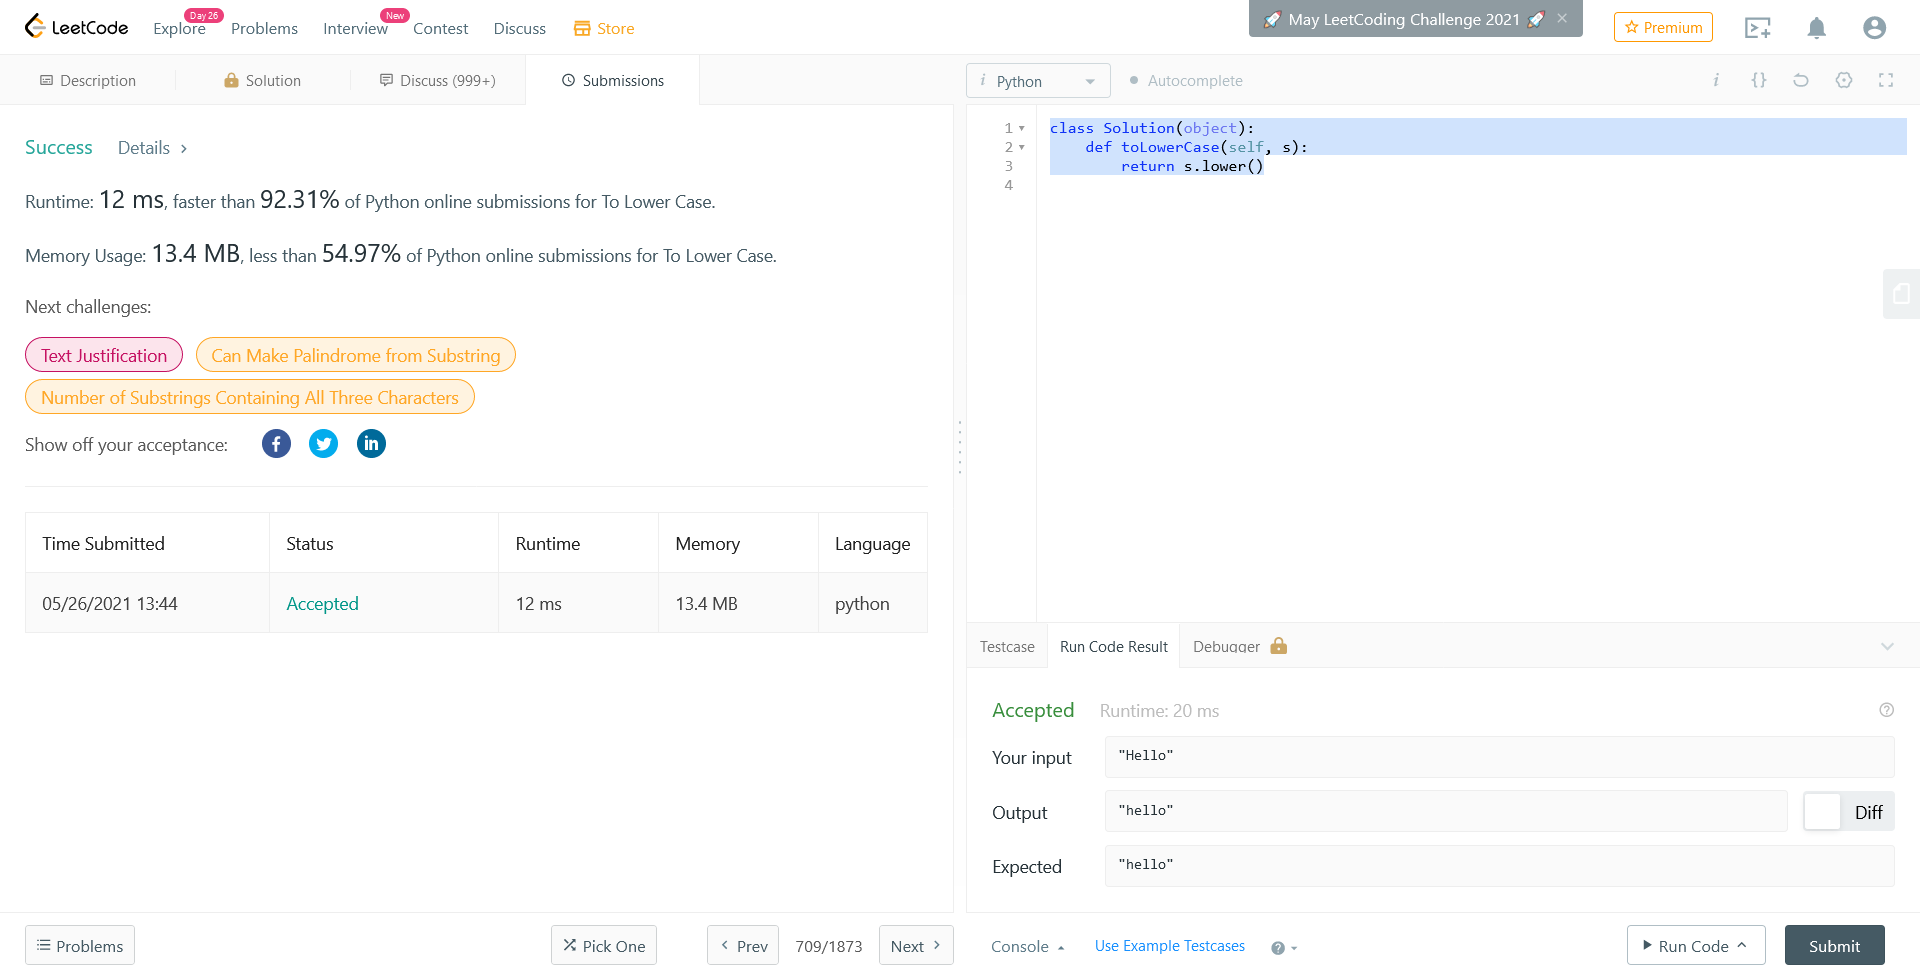 LeetCode Explore Day 26 Problems Interview New Contest Discuss Store 🚀 May LeetCoding Challenge 2021 🚀 × Premium
Description Solution Discuss (999+) Submissions
i Python Autocomplete i {}
Success Details >
Runtime: 12 ms, faster than 92.31% of Python online submissions for To Lower Case.
Memory Usage: 13.4 MB, less than 54.97% of Python online submissions for To Lower Case.
Next challenges:
Text Justification Can Make Palindrome from Substring
Number of Substrings Containing All Three Characters
Show off your acceptance: f in
Time Submitted Status Runtime Memory Language
05/26/2021 13:44 Accepted 12 ms 13.4 MB python
1 class Solution(object):
2     def toLowerCase(self, s):
3         return s.lower()
4
Testcase Run Code Result Debugger
Accepted Runtime: 20 ms ?
Your input "Hello"
Output "hello" Diff
Expected "hello"
Problems Pick One < Prev 709/1873 Next >
Console Use Example Testcases ? Run Code Submit